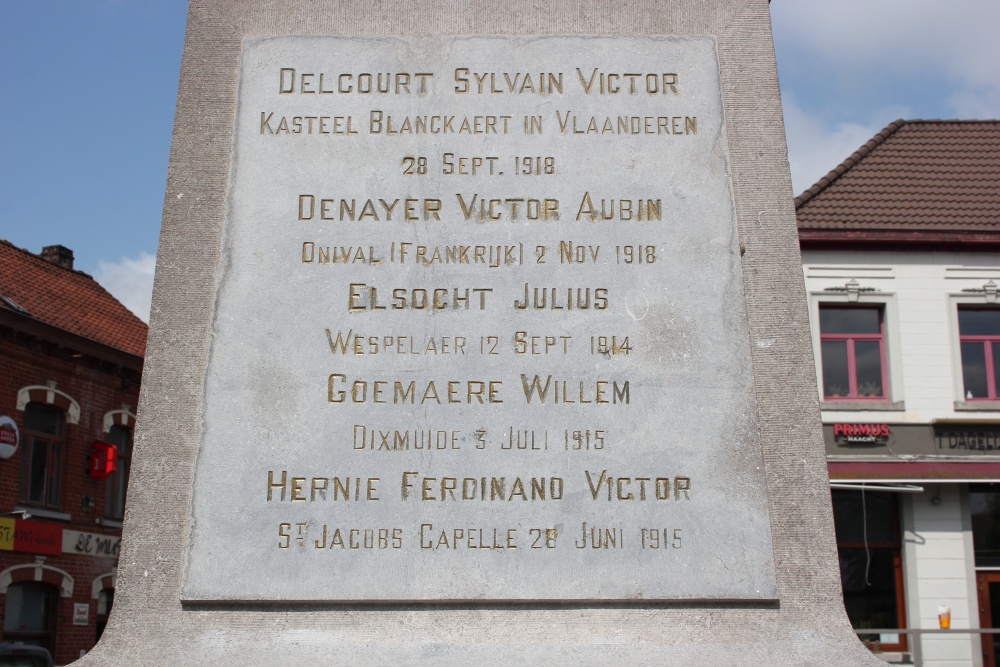 DELCOURT SYLVAIN VICTOR
KASTEEL BLANCKAERT IN VLAANDEREN
28 SEPT. 1918
DENAYER VICTOR AUBIN
ONIVAL (FRANKRIJK) 2 NOV. 1918
ELSOCHT JULIUS
WESPELAER 12 SEPT 1914
GOEMAERE WILLEM
DIXMUIDE 3 JULI 1915
HERNIE FERDINAND VICTOR
ST JACOBS CAPELLE 28 JUNI 1915
PRIMUS
HAACHT
DE